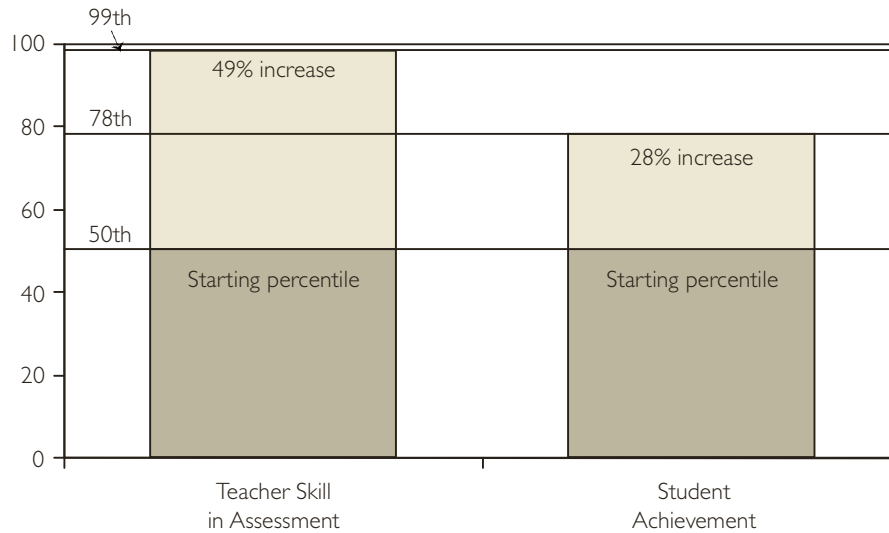 99th
100
49% increase
78th
80
28% increase
60
50th
Starting percentile
Starting percentile
40
20
0
Teacher Skill
in Assessment
Student
Achievement